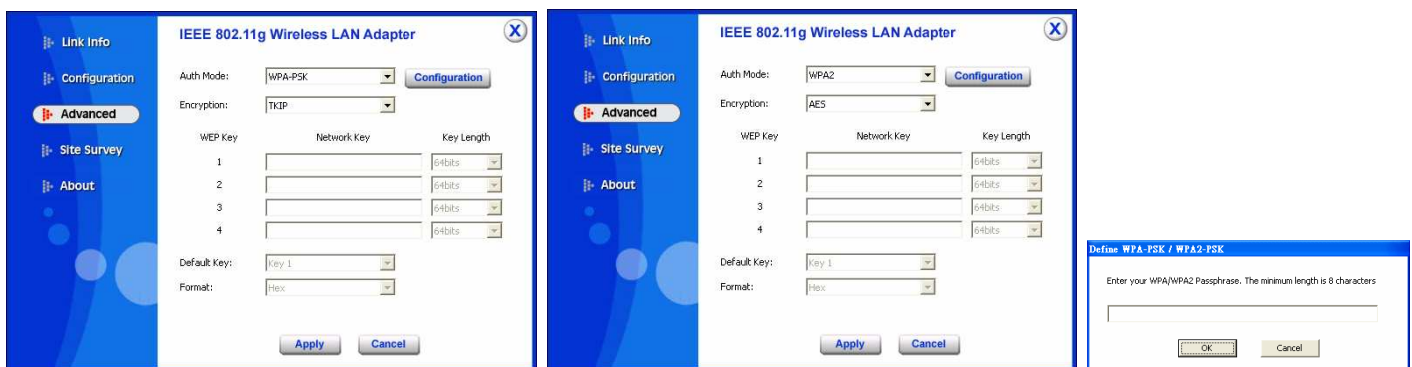 IEEE 802.11g Wireless LAN Adapter
X
Link Info
Configuration
Advanced
Site Survey
About
Auth Mode: WPA-PSK Configuration
Encryption: TKIP
WEP Key Network Key Key Length
1 64bits
2 64bits
3 64bits
4 64bits
Default Key: Key 1
Format: Hex
Apply Cancel
IEEE 802.11g Wireless LAN Adapter
X
Link Info
Configuration
Advanced
Site Survey
About
Auth Mode: WPA2 Configuration
Encryption: AES
WEP Key Network Key Key Length
1 64bits
2 64bits
3 64bits
4 64bits
Default Key: Key 1
Format: Hex
Apply Cancel
Define WPA-PSK / WPA2-PSK
Enter your WPA/WPA2 Passphrase. The minimum length is 8 characters
OK Cancel